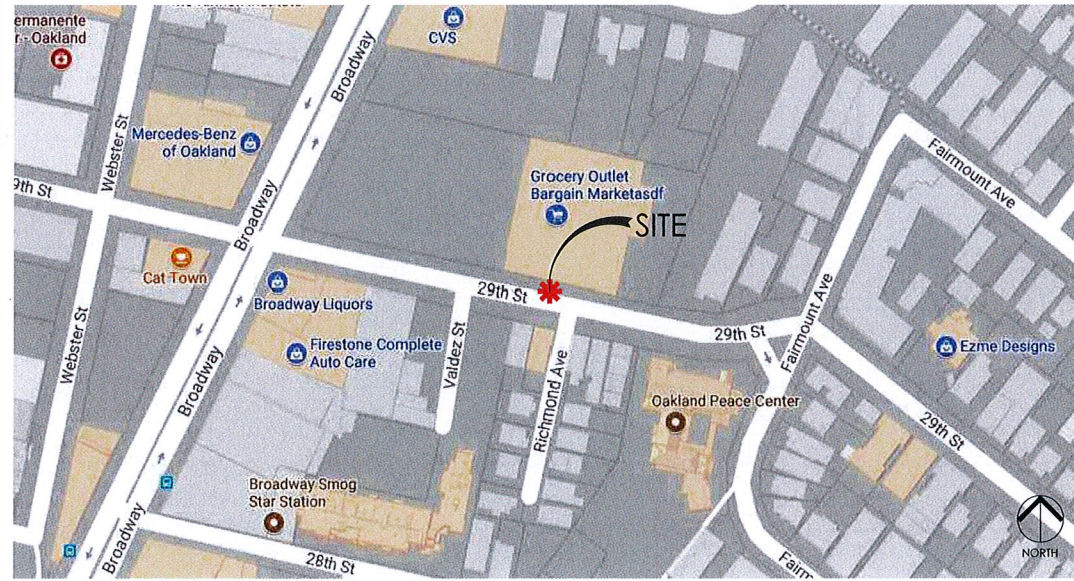 ermanente
r - Oakland
CVS
Broadway
Webster St
Mercedes-Benz
of Oakland
9th St
Broadway
Cat Town
Grocery Outlet
Bargain Marketasdf
SITE
Fairmount Ave
Fairmount Ave
Broadway Liquors
29th St
29th St
Firestone Complete
Auto Care
Valdez St
Richmond Ave
Ezme Designs
Webster St
Broadway
Oakland Peace Center
29th St
Broadway Smog
Star Station
Broadway
28th St
Fairm
NORTH